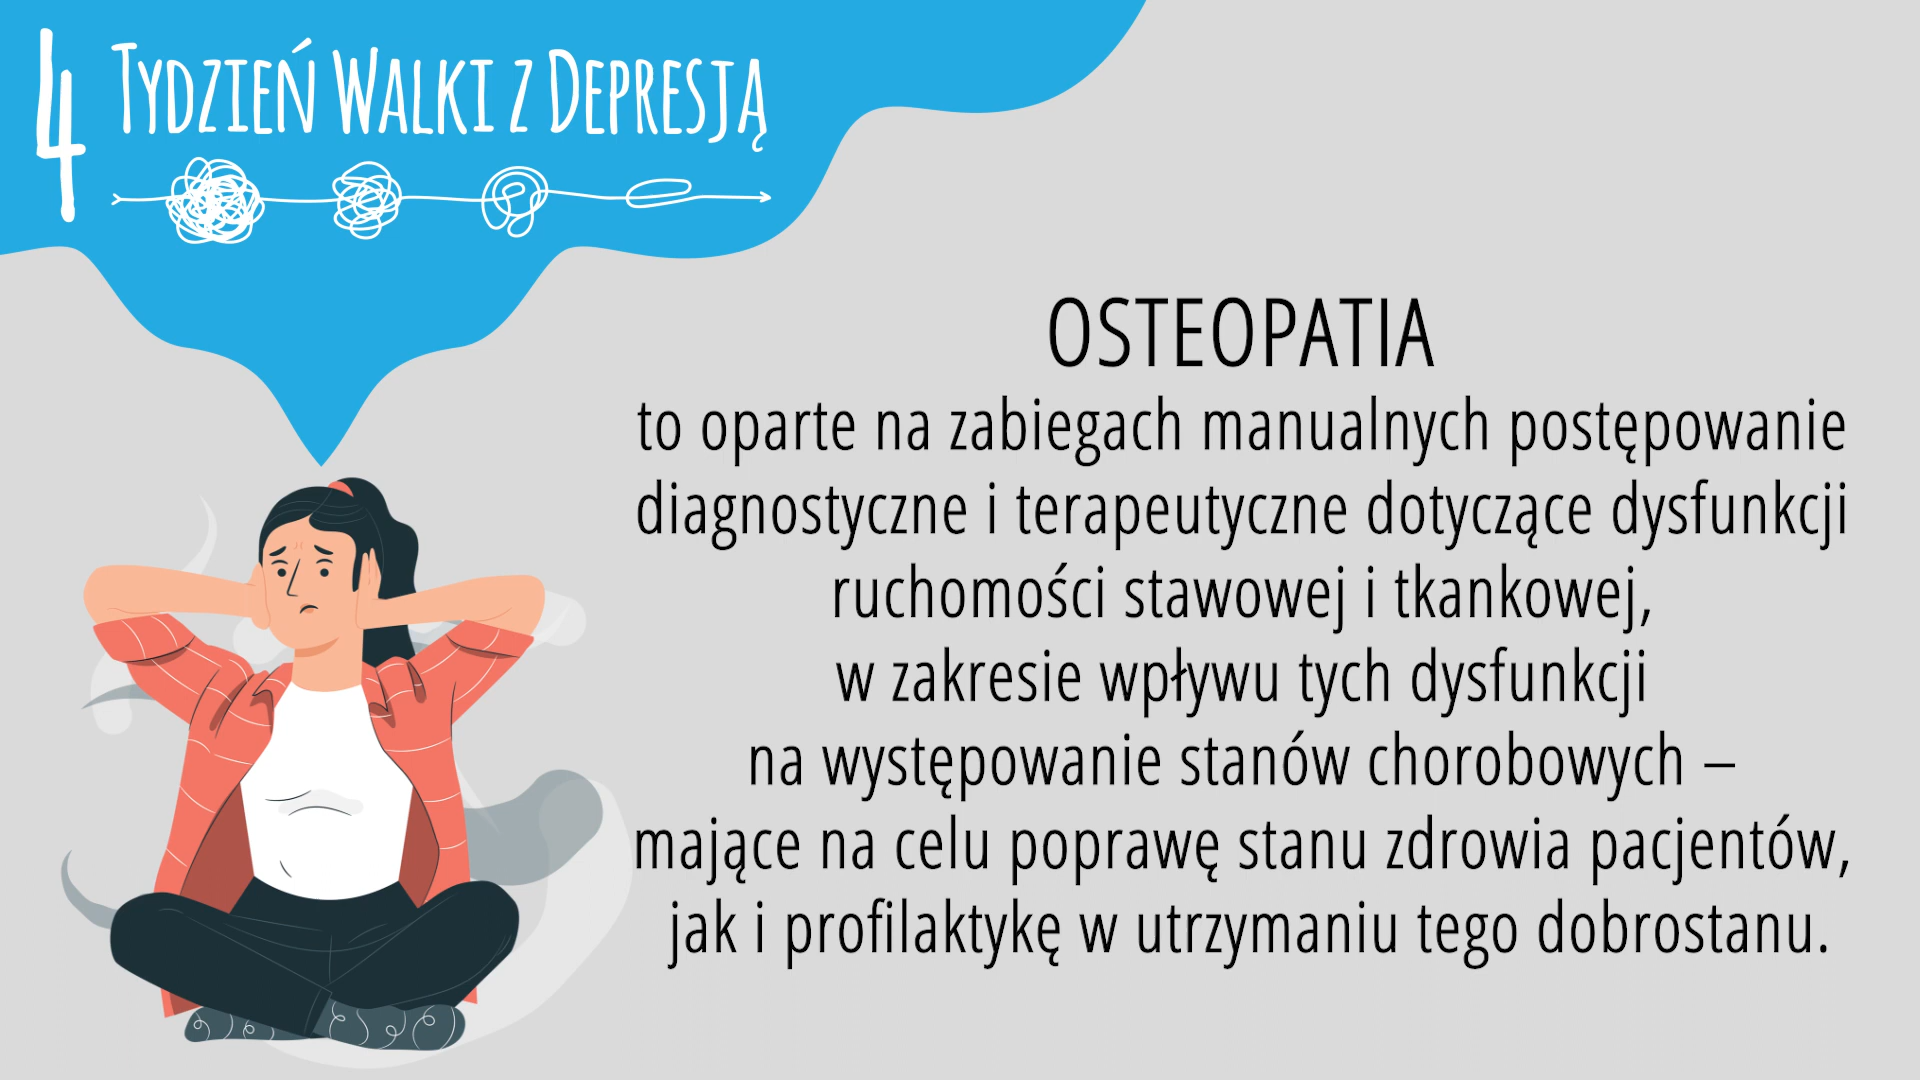 4 Tydzień Walki z Depresją
OSTEOPATIA
to oparte na zabiegach manualnych postępowanie
diagnostyczne i terapeutyczne dotyczące dysfunkcji
ruchomości stawowej i tkankowej,
w zakresie wpływu tych dysfunkcji
na występowanie stanów chorobowych –
mające na celu poprawę stanu zdrowia pacjentów,
jak i profilaktykę w utrzymaniu tego dobrostanu.